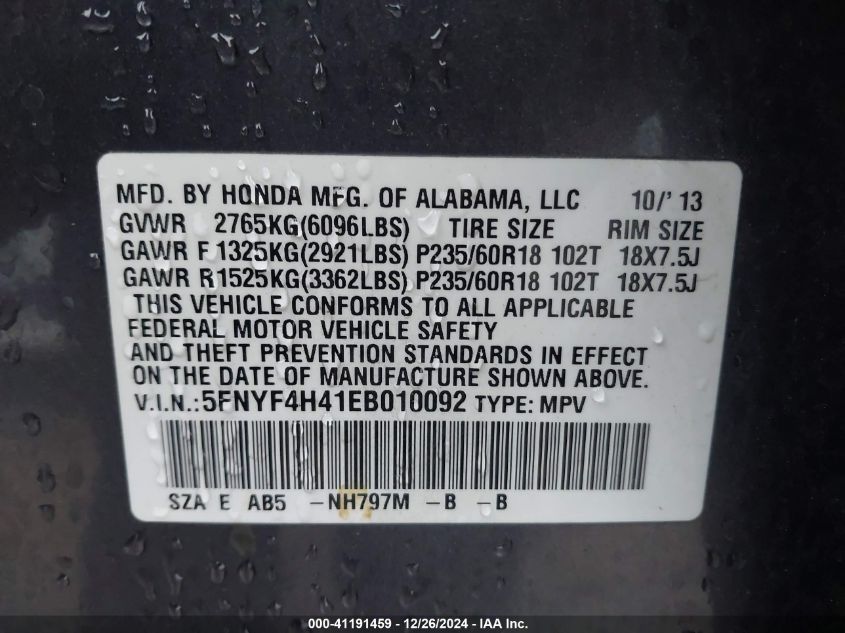 MFD. BY HONDA MFG. OF ALABAMA, LLC 10/'13
GVWR 2765KG(6096LBS) TIRE SIZE RIM SIZE
GAWR F1325KG(2921LBS) P235/60R18 102T 18X7.5J
GAWR R1525KG(3362LBS) P235/60R18 102T 18X7.5J
THIS VEHICLE CONFORMS TO ALL APPLICABLE
FEDERAL MOTOR VEHICLE SAFETY
AND THEFT PREVENTION STANDARDS IN EFFECT
ON THE DATE OF MANUFACTURE SHOWN ABOVE.
V.I.N.:5FNYF4H41EB010092 TYPE: MPV
SZA E AB5 -NH797M -B -B
000-41191459 - 12/26/2024 - IAA Inc.